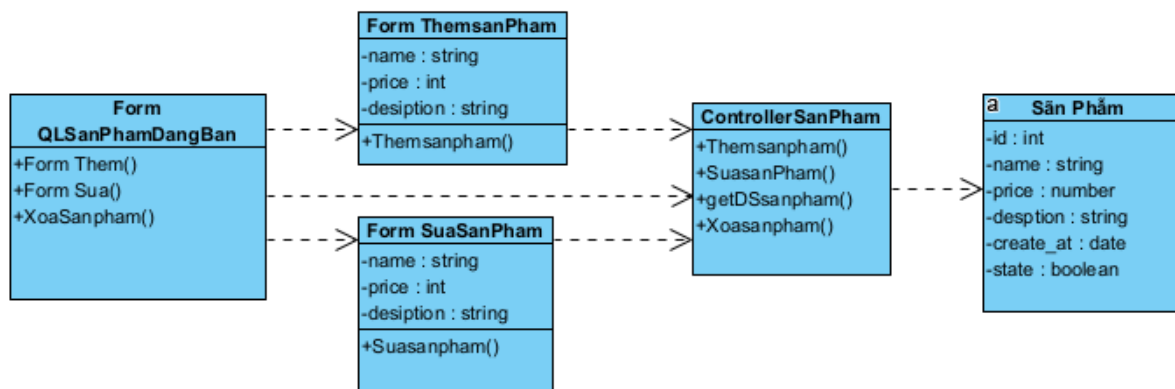 Form
QLSanPhamDangBan
+Form Them()
+Form Sua()
+XoaSanpham()
Form ThemsanPham
-name : string
-price : int
-desiption : string
+Themsanpham()
Form SuaSanPham
-name : string
-price : int
-desiption : string
+Suasanpham()
ControllerSanPham
+Themsanpham()
+SuasanPham()
+getDSsanpham()
+Xoasanpham()
a
Sãn Phẫm
-id : int
-name : string
-price : number
-desption : string
-create_at : date
-state : boolean